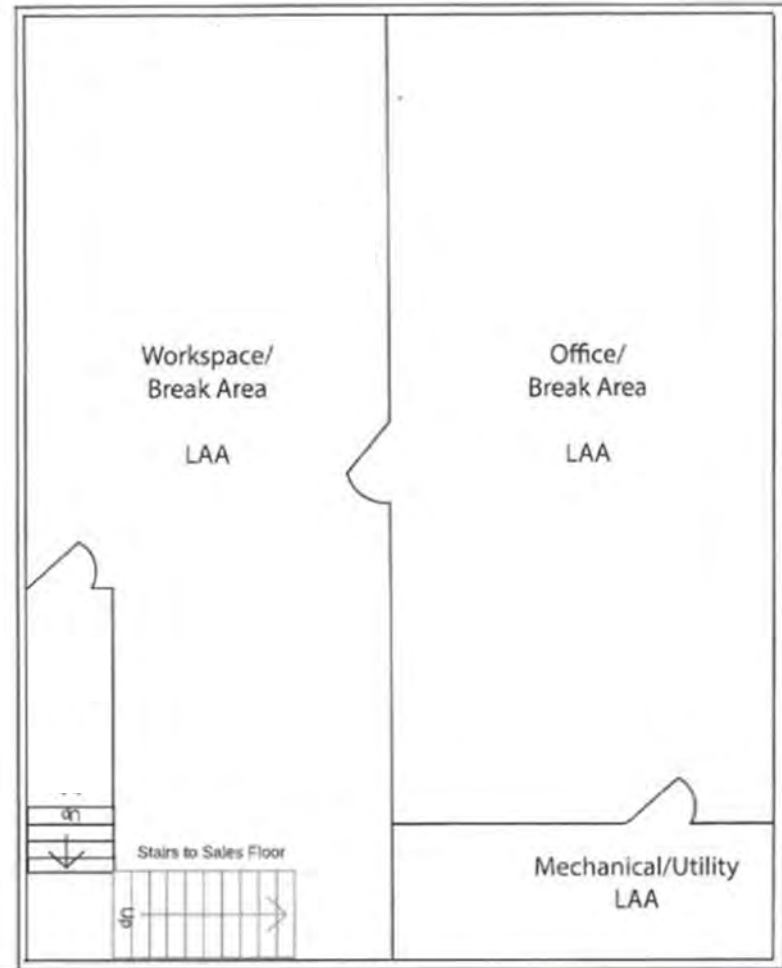 Workspace/
Break Area
LAA
Office/
Break Area
LAA
Up
Stairs to Sales Floor
Up
Mechanical/Utility
LAA